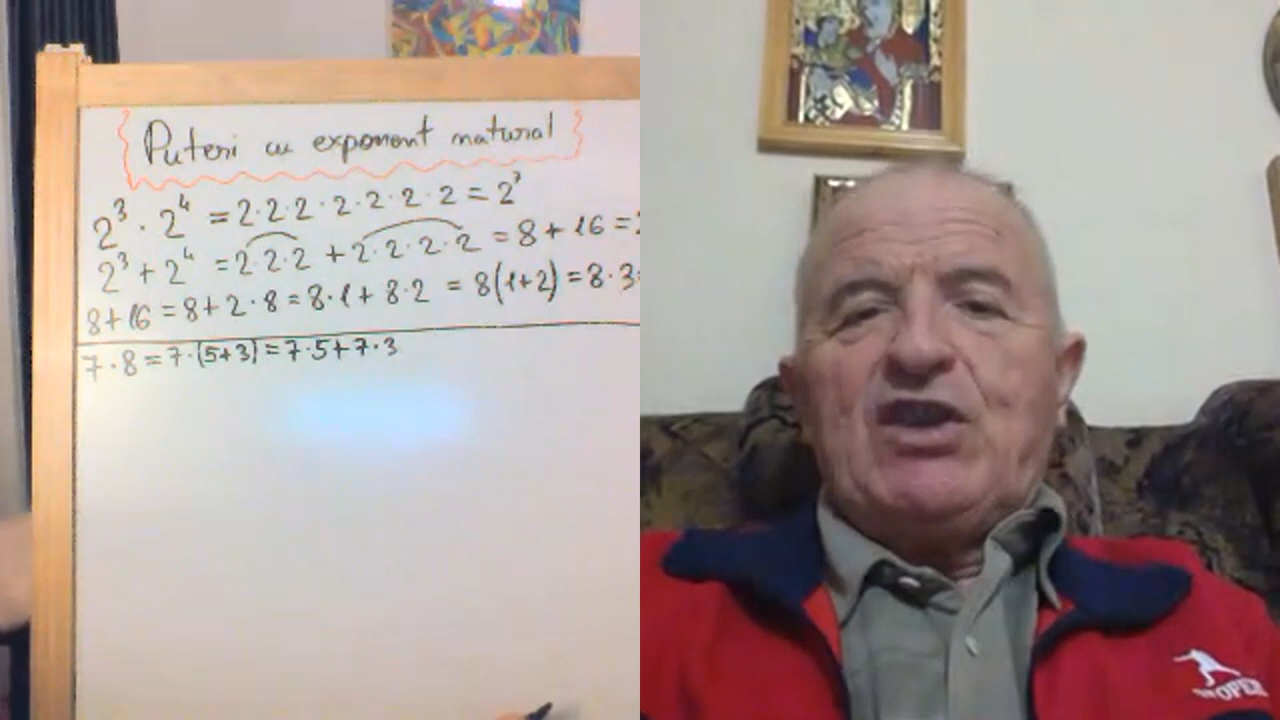 Puteri cu exponent natural
2³ · 2⁴ = 2·2·2·2·2·2·2 = 2⁷
2³ + 2⁴ = 2·2·2 + 2·2·2·2 = 8 + 16 =
8+16 = 8+2·8 = 8·1+8·2 = 8(1+2) = 8·3
7·8 = 7·(5+3) = 7·5+7·3